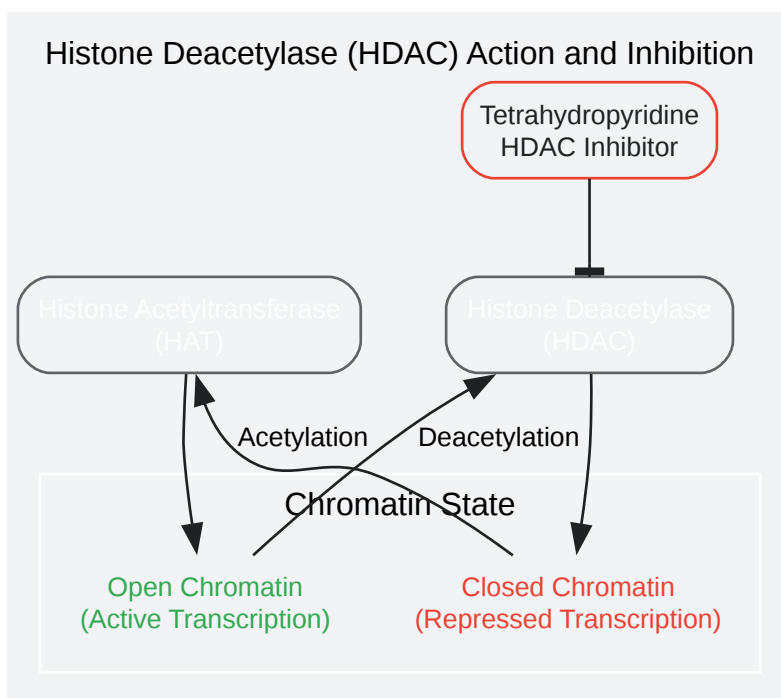 Histone Deacetylase (HDAC) Action and Inhibition
Tetrahydropyridine
HDAC Inhibitor
Histone Acetyltransferase
(HAT)
Histone Deacetylase
(HDAC)
Acetylation
Deacetylation
Chromatin State
Open Chromatin
(Active Transcription)
Closed Chromatin
(Repressed Transcription)